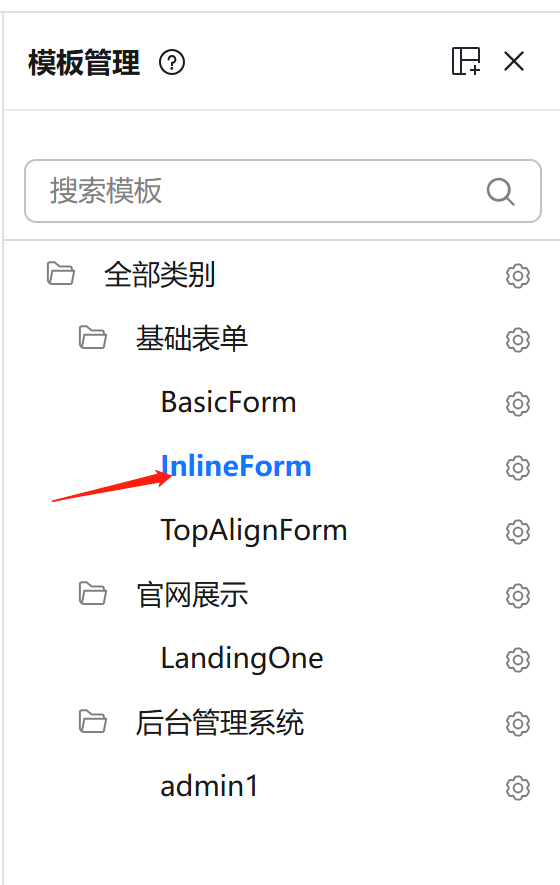 模板管理
搜索模板
全部类别
基础表单
BasicForm
InlineForm
TopAlignForm
官网展示
LandingOne
后台管理系统
admin1